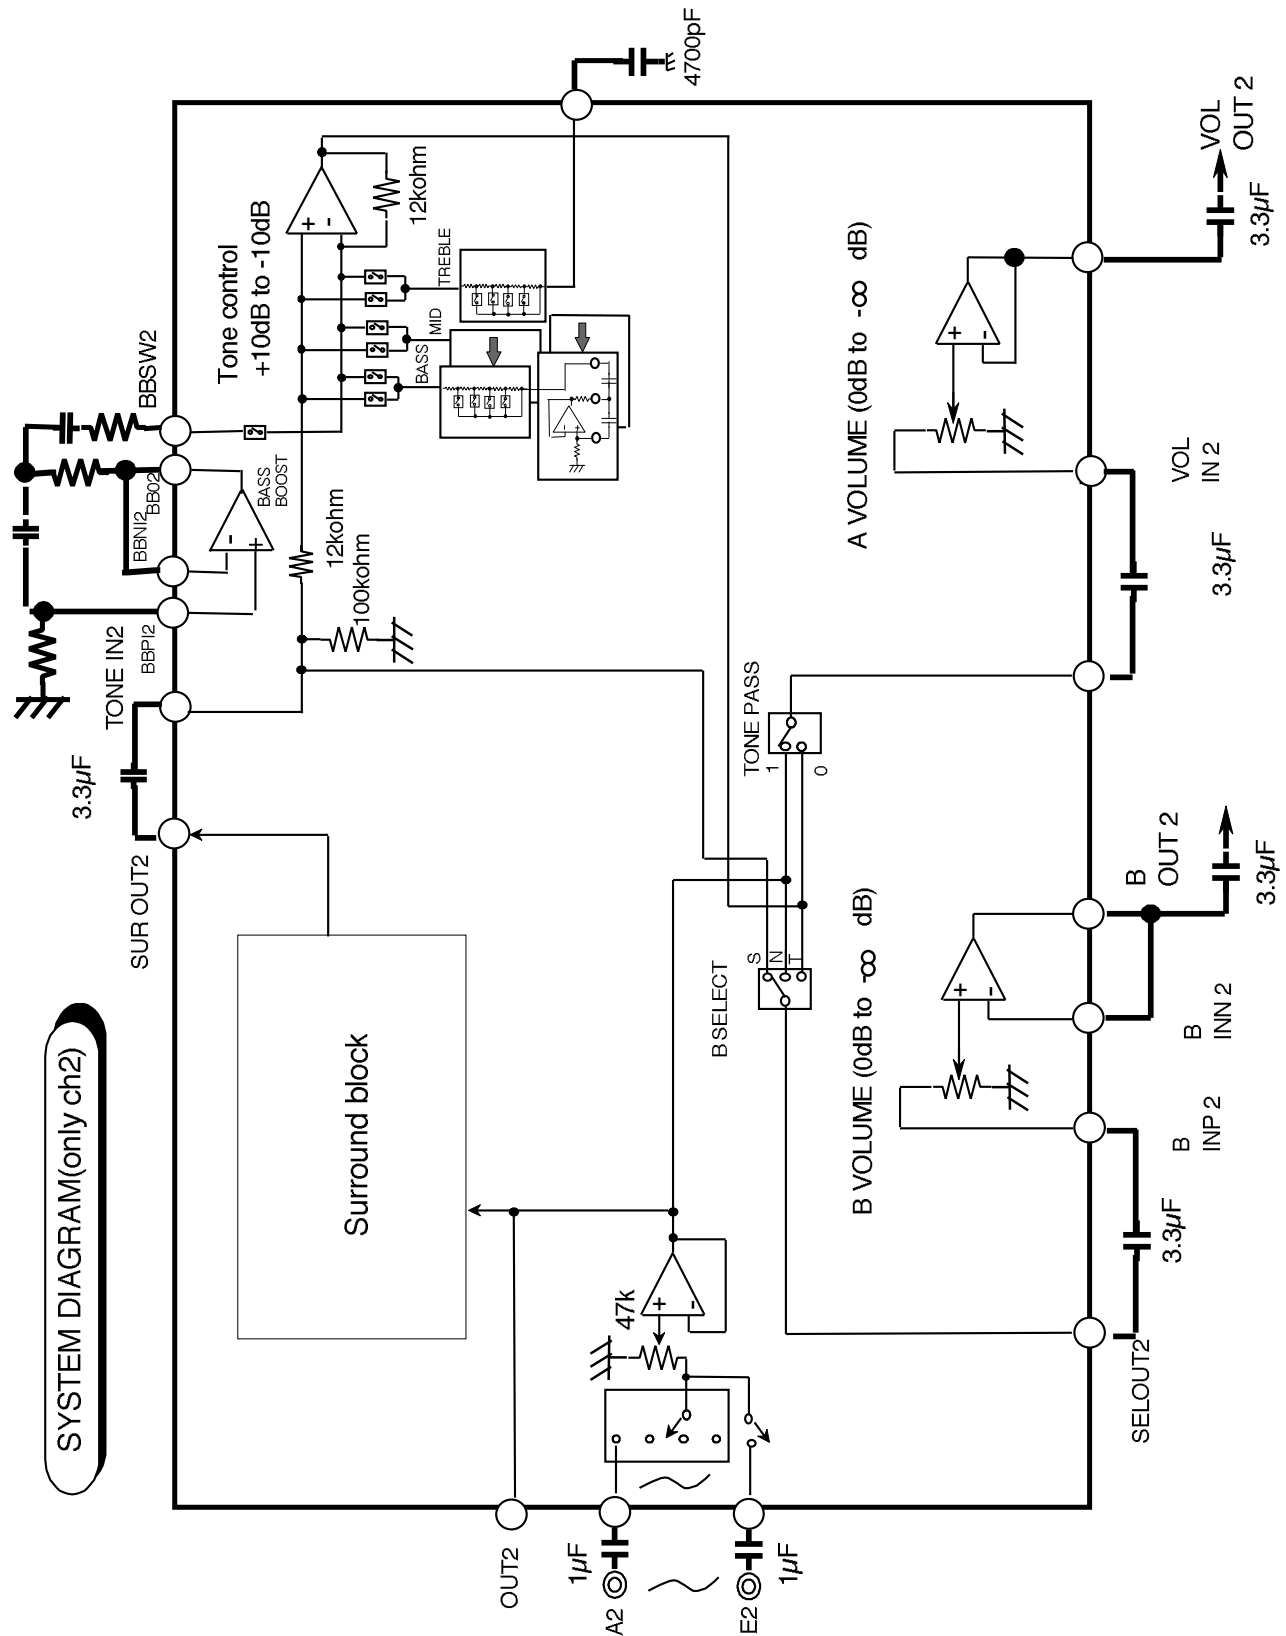 SYSTEM DIAGRAM(only ch2)
SUR OUT2
3.3µF
TONE IN2
BBPI2
BBNI2
BBO2
BBSW2
BASS
BOOST
Tone control
+10dB to -10dB
+
-
12kohm
TREBLE
MID
BASS
4700pF
12kohm
100kohm
-
+
Surround block
47k
+
-
OUT2
1µF
A2
E2
1µF
B SELECT
S
N
T
TONE PASS
1
0
B VOLUME (0dB to -∞ dB)
+
-
A VOLUME (0dB to -∞ dB)
+
-
SELOUT2
3.3µF
B
INP 2
B
INN 2
B
OUT 2
3.3µF
3.3µF
VOL
IN 2
VOL
OUT 2
3.3µF